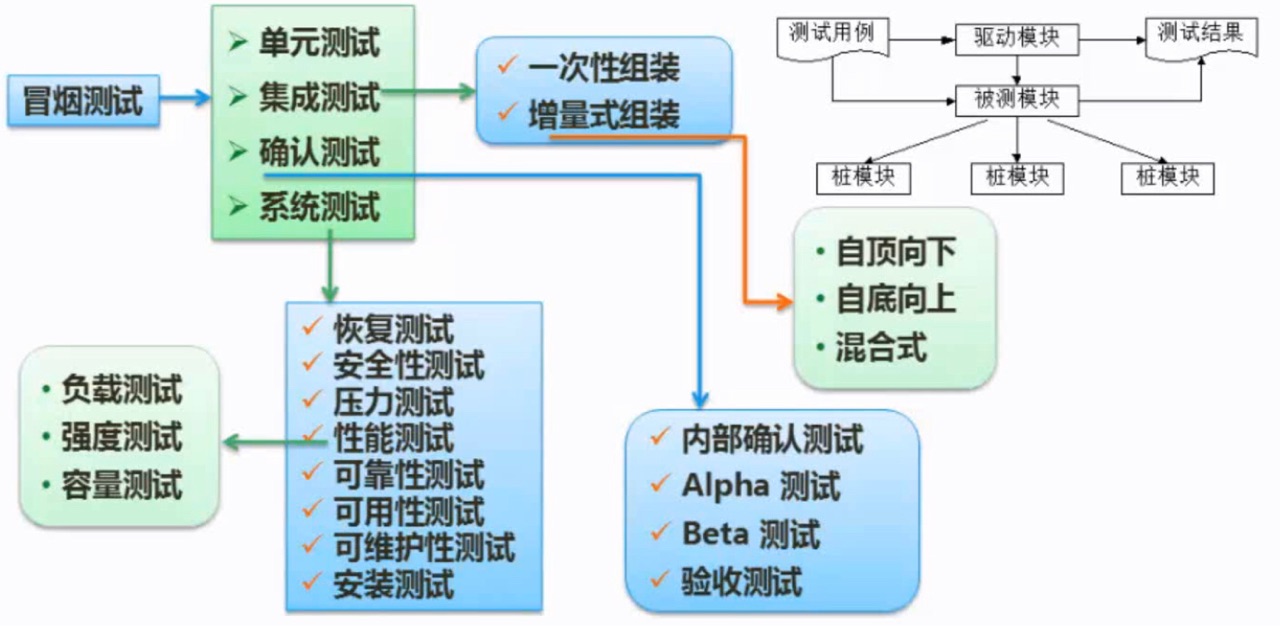 冒烟测试
单元测试
集成测试
确认测试
系统测试
一次性组装
增量式组装
测试用例
驱动模块
测试结果
被测模块
桩模块
桩模块
桩模块
自顶向下
自底向上
混合式
恢复测试
安全性测试
压力测试
性能测试
可靠性测试
可用性测试
可维护性测试
安装测试
负载测试
强度测试
容量测试
内部确认测试
Alpha 测试
Beta 测试
验收测试